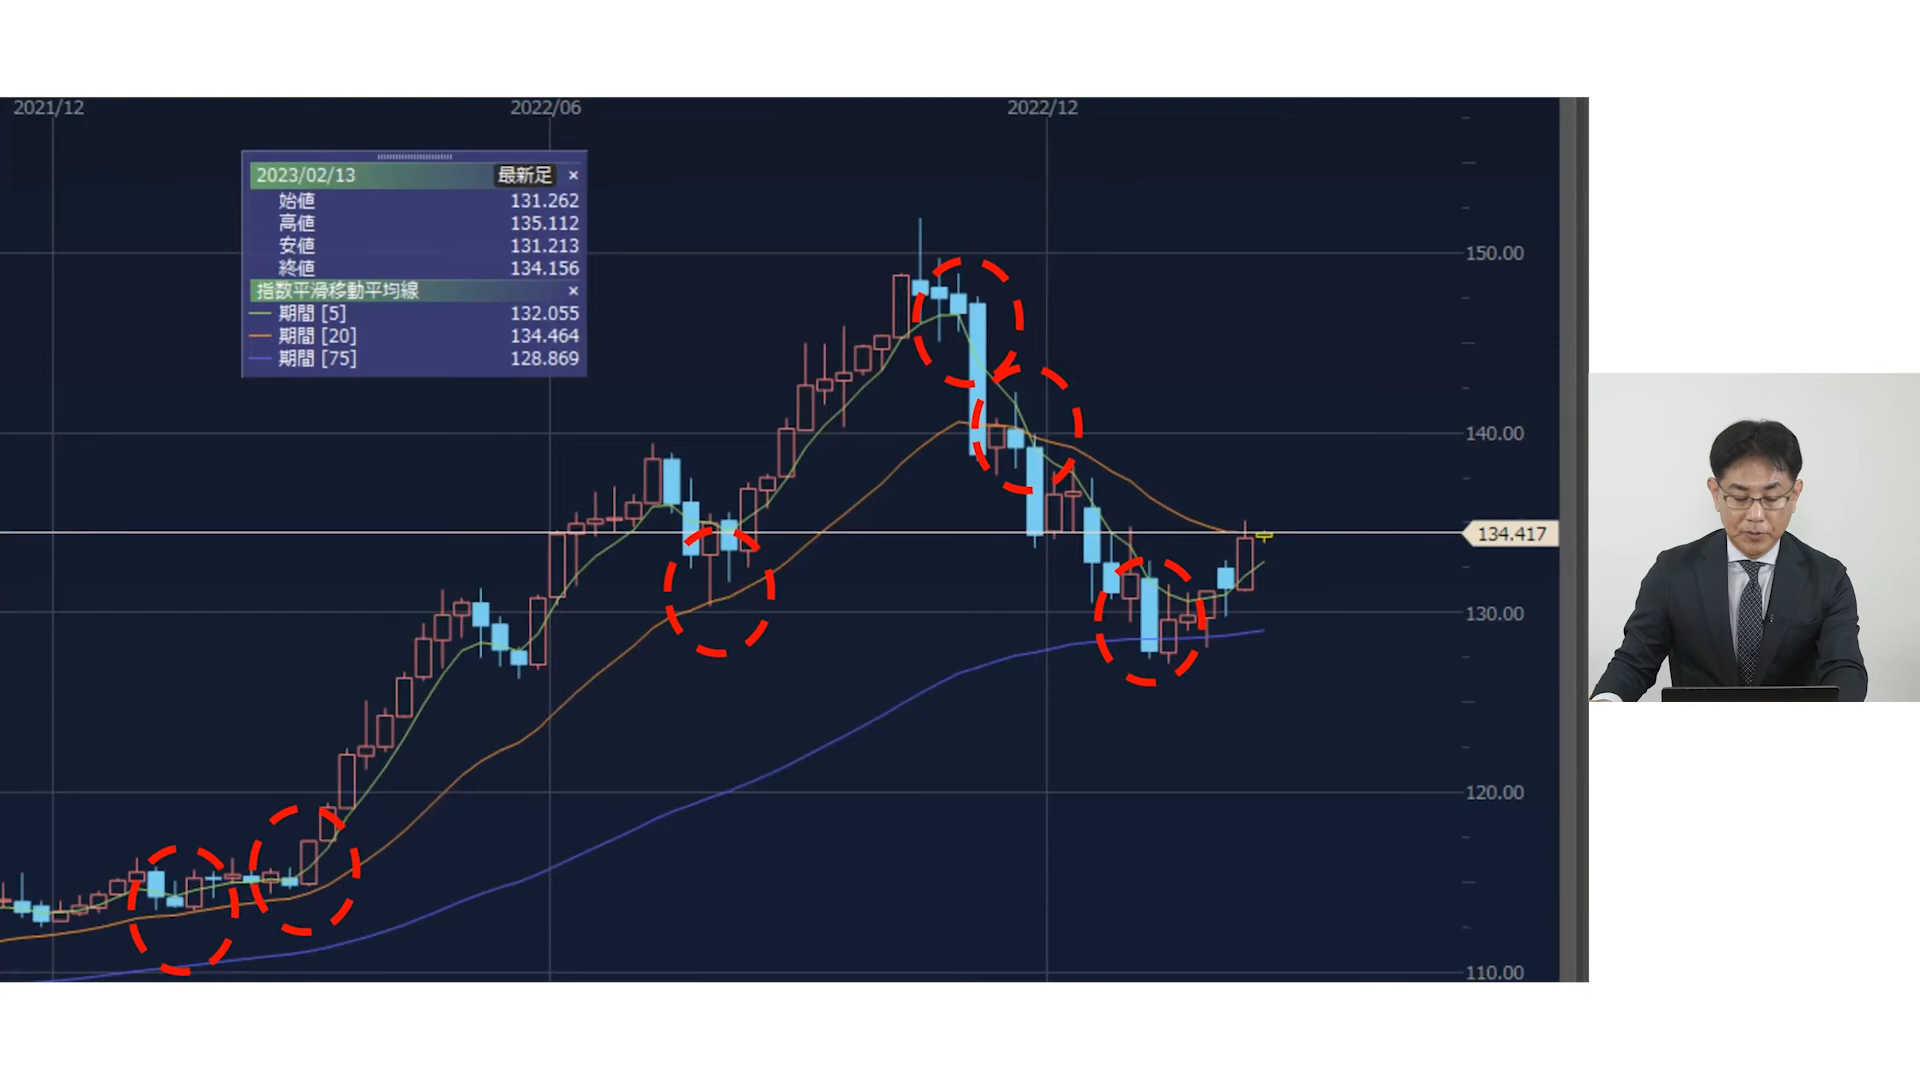 2021/12
2022/06
2022/12
2023/02/13 最新足 ×
始値 131.262
高値 135.112
安値 131.213
終値 134.156
指数平滑移動平均線 ×
期間 [5] 132.055
期間 [20] 134.464
期間 [75] 128.869
150.00
140.00
134.417
130.00
120.00
110.00